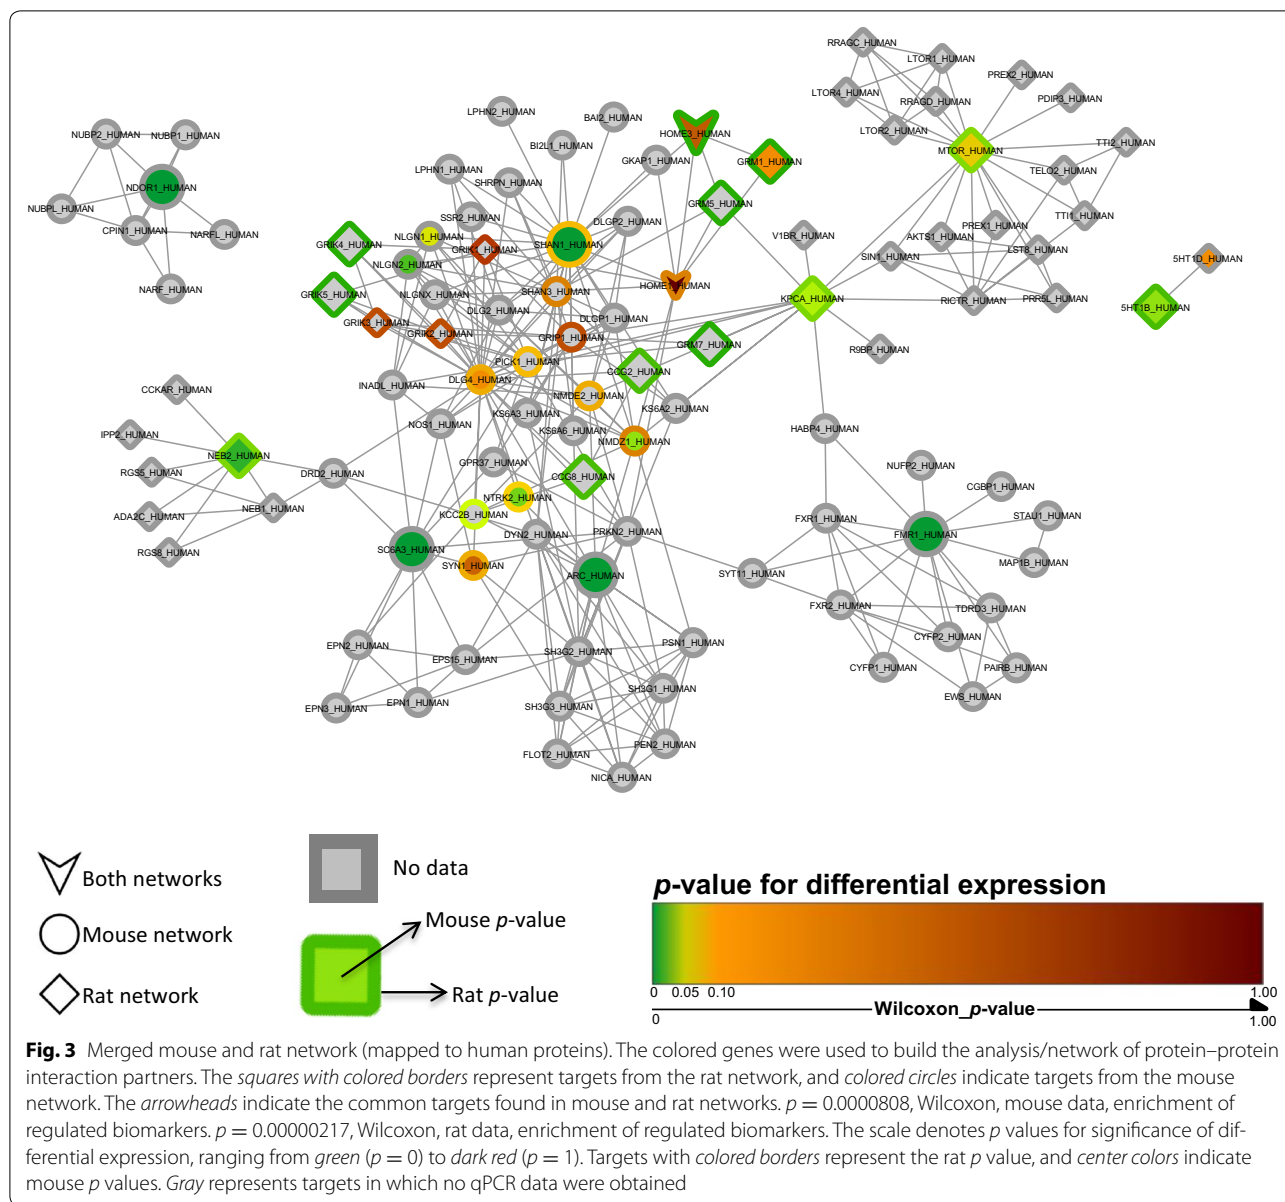 RRAGC_HUMAN
LTOR1_HUMAN
PREX2_HUMAN
LTOR4_HUMAN
RRAGD_HUMAN
PDIP3_HUMAN
LPHN2_HUMAN
BAI2_HUMAN
HOME3_HUMAN
LTOR2_HUMAN
NUBP2_HUMAN
NUBP1_HUMAN
BI2L1_HUMAN
GKAP1_HUMAN
GRM1_HUMAN
MTOR_HUMAN
TTI2_HUMAN
LPHN1_HUMAN
SHRPN_HUMAN
TELO2_HUMAN
NDOR1_HUMAN
GRM5_HUMAN
NUBPL_HUMAN
SSR2_HUMAN
DLGP2_HUMAN
TTI1_HUMAN
CPIN1_HUMAN
NARFL_HUMAN
GRIK4_HUMAN
NLGN1_HUMAN
GRIK1_HUMAN
SHAN1_HUMAN
V1BR_HUMAN
AKTS1_HUMAN
PREX1_HUMAN
LST8_HUMAN
SIN1_HUMAN
5HT1D_HUMAN
NLGN2_HUMAN
NARF_HUMAN
GRIK5_HUMAN
NLGNX_HUMAN
SHAN3_HUMAN
HOME1_HUMAN
KPCA_HUMAN
RICTR_HUMAN
PRR5L_HUMAN
5HT1B_HUMAN
GRIK3_HUMAN
DLG2_HUMAN
DLGP1_HUMAN
GRIK2_HUMAN
GRIP1_HUMAN
GRM7_HUMAN
R9BP_HUMAN
PICK1_HUMAN
CCG2_HUMAN
DLG4_HUMAN
CCKAR_HUMAN
INADL_HUMAN
NMDE2_HUMAN
KS6A3_HUMAN
KS6A2_HUMAN
NOS1_HUMAN
KS6A6_HUMAN
NMDZ1_HUMAN
HABP4_HUMAN
IPP2_HUMAN
NEB2_HUMAN
GPR37_HUMAN
NUFP2_HUMAN
RGS5_HUMAN
DRD2_HUMAN
CCG8_HUMAN
CGBP1_HUMAN
NTRK2_HUMAN
NEB1_HUMAN
ADA2C_HUMAN
KCC2B_HUMAN
FXR1_HUMAN
STAU1_HUMAN
DYN2_HUMAN
PRKN2_HUMAN
FMR1_HUMAN
RGS8_HUMAN
SC6A3_HUMAN
SYN1_HUMAN
ARC_HUMAN
SYT11_HUMAN
MAP1B_HUMAN
FXR2_HUMAN
TDRD3_HUMAN
EPN2_HUMAN
EPS15_HUMAN
SH3G2_HUMAN
PSN1_HUMAN
CYFP2_HUMAN
CYFP1_HUMAN
PAIRB_HUMAN
SH3G1_HUMAN
EWS_HUMAN
EPN3_HUMAN
EPN1_HUMAN
SH3G3_HUMAN
PEN2_HUMAN
FLOT2_HUMAN
NICA_HUMAN
Both networks
Mouse network
Rat network
No data
Mouse p-value
Rat p-value
p-value for differential expression
0 0.05 0.10 1.00
Wilcoxon_p-value
0 1.00
Fig. 3 Merged mouse and rat network (mapped to human proteins). The colored genes were used to build the analysis/network of protein–protein
interaction partners. The squares with colored borders represent targets from the rat network, and colored circles indicate targets from the mouse
network. The arrowheads indicate the common targets found in mouse and rat networks. p = 0.0000808, Wilcoxon, mouse data, enrichment of
regulated biomarkers. p = 0.00000217, Wilcoxon, rat data, enrichment of regulated biomarkers. The scale denotes p values for significance of dif-
ferential expression, ranging from green (p = 0) to dark red (p = 1). Targets with colored borders represent the rat p value, and center colors indicate
mouse p values. Gray represents targets in which no qPCR data were obtained